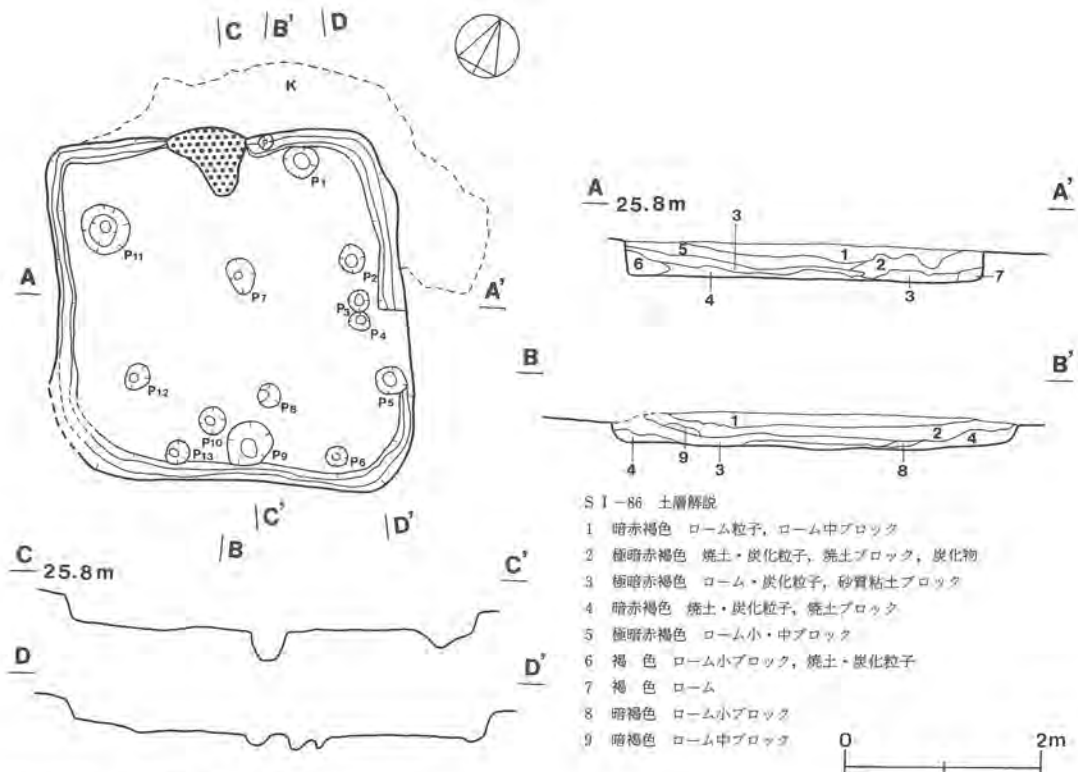 C B' D
K
P1
P11
P2
A P7 A'
P3
P4
P12
P5
P8
P10
P13 P9 P6
C'
D'
B
C 25.8m C'
D D'
A 25.8m 3 A'
5 1
6 2
7
4 3
B B'
1
2 4
4 9 3 8
SI-86 土層解説
1 暗赤褐色 ローム粒子,ローム中ブロック
2 極暗赤褐色 焼土・炭化粒子,焼土ブロック,炭化物
3 極暗赤褐色 ローム・炭化粒子,砂質粘土ブロック
4 暗赤褐色 焼土・炭化粒子,焼土ブロック
5 極暗赤褐色 ローム小・中ブロック
6 褐色 ローム小ブロック,焼土・炭化粒子
7 褐色 ローム
8 暗褐色 ローム小ブロック
9 暗褐色 ローム中ブロック
0 2m